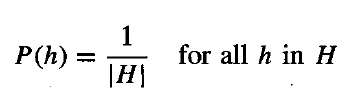 P(h) = 1/|H| for all h in H